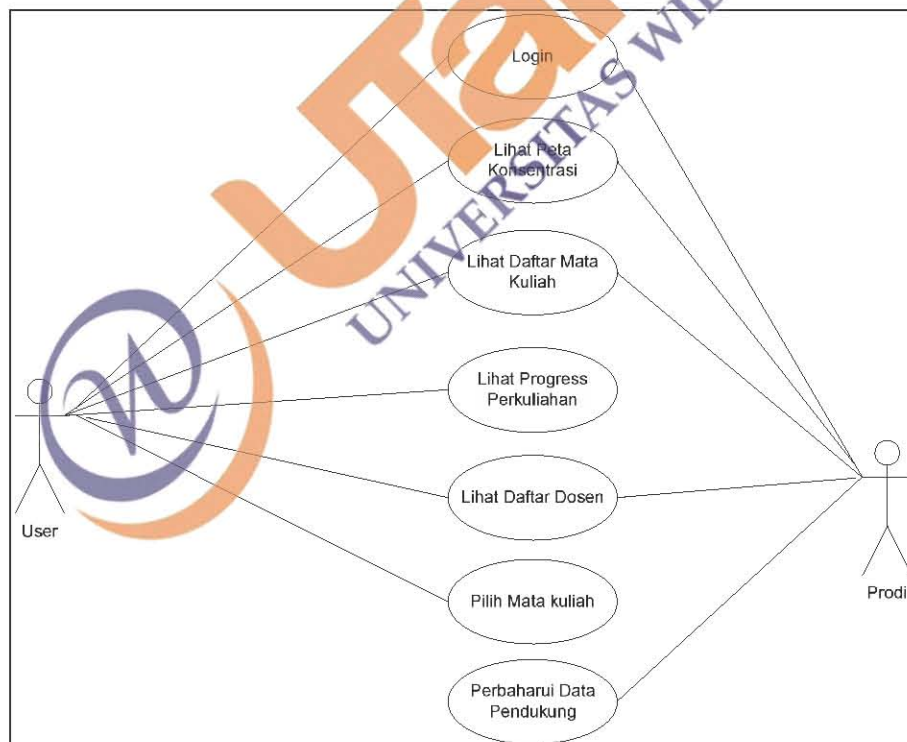 UTa
UNIVERSITAS WI
Login
Lihat Peta
Konsentrasi
Lihat Daftar Mata
Kuliah
Lihat Progress
Perkuliahan
Lihat Daftar Dosen
Pilih Mata kuliah
Perbaharui Data
Pendukung
User
Prodi